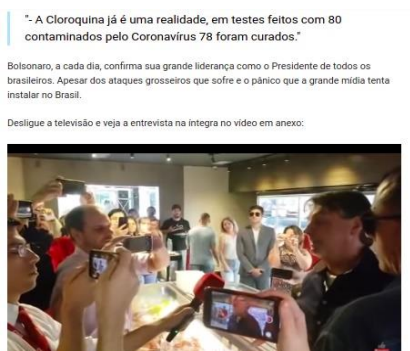 "- A Cloroquina já é uma realidade, em testes feitos com 80
contaminados pelo Coronavírus 78 foram curados."
Bolsonaro, a cada dia, confirma sua grande liderança como o Presidente de todos os
brasileiros. Apesar dos ataques grosseiros que sofre e o pânico que a grande mídia tenta
instalar no Brasil.
Desligue a televisão e veja a entrevista na íntegra no vídeo em anexo: